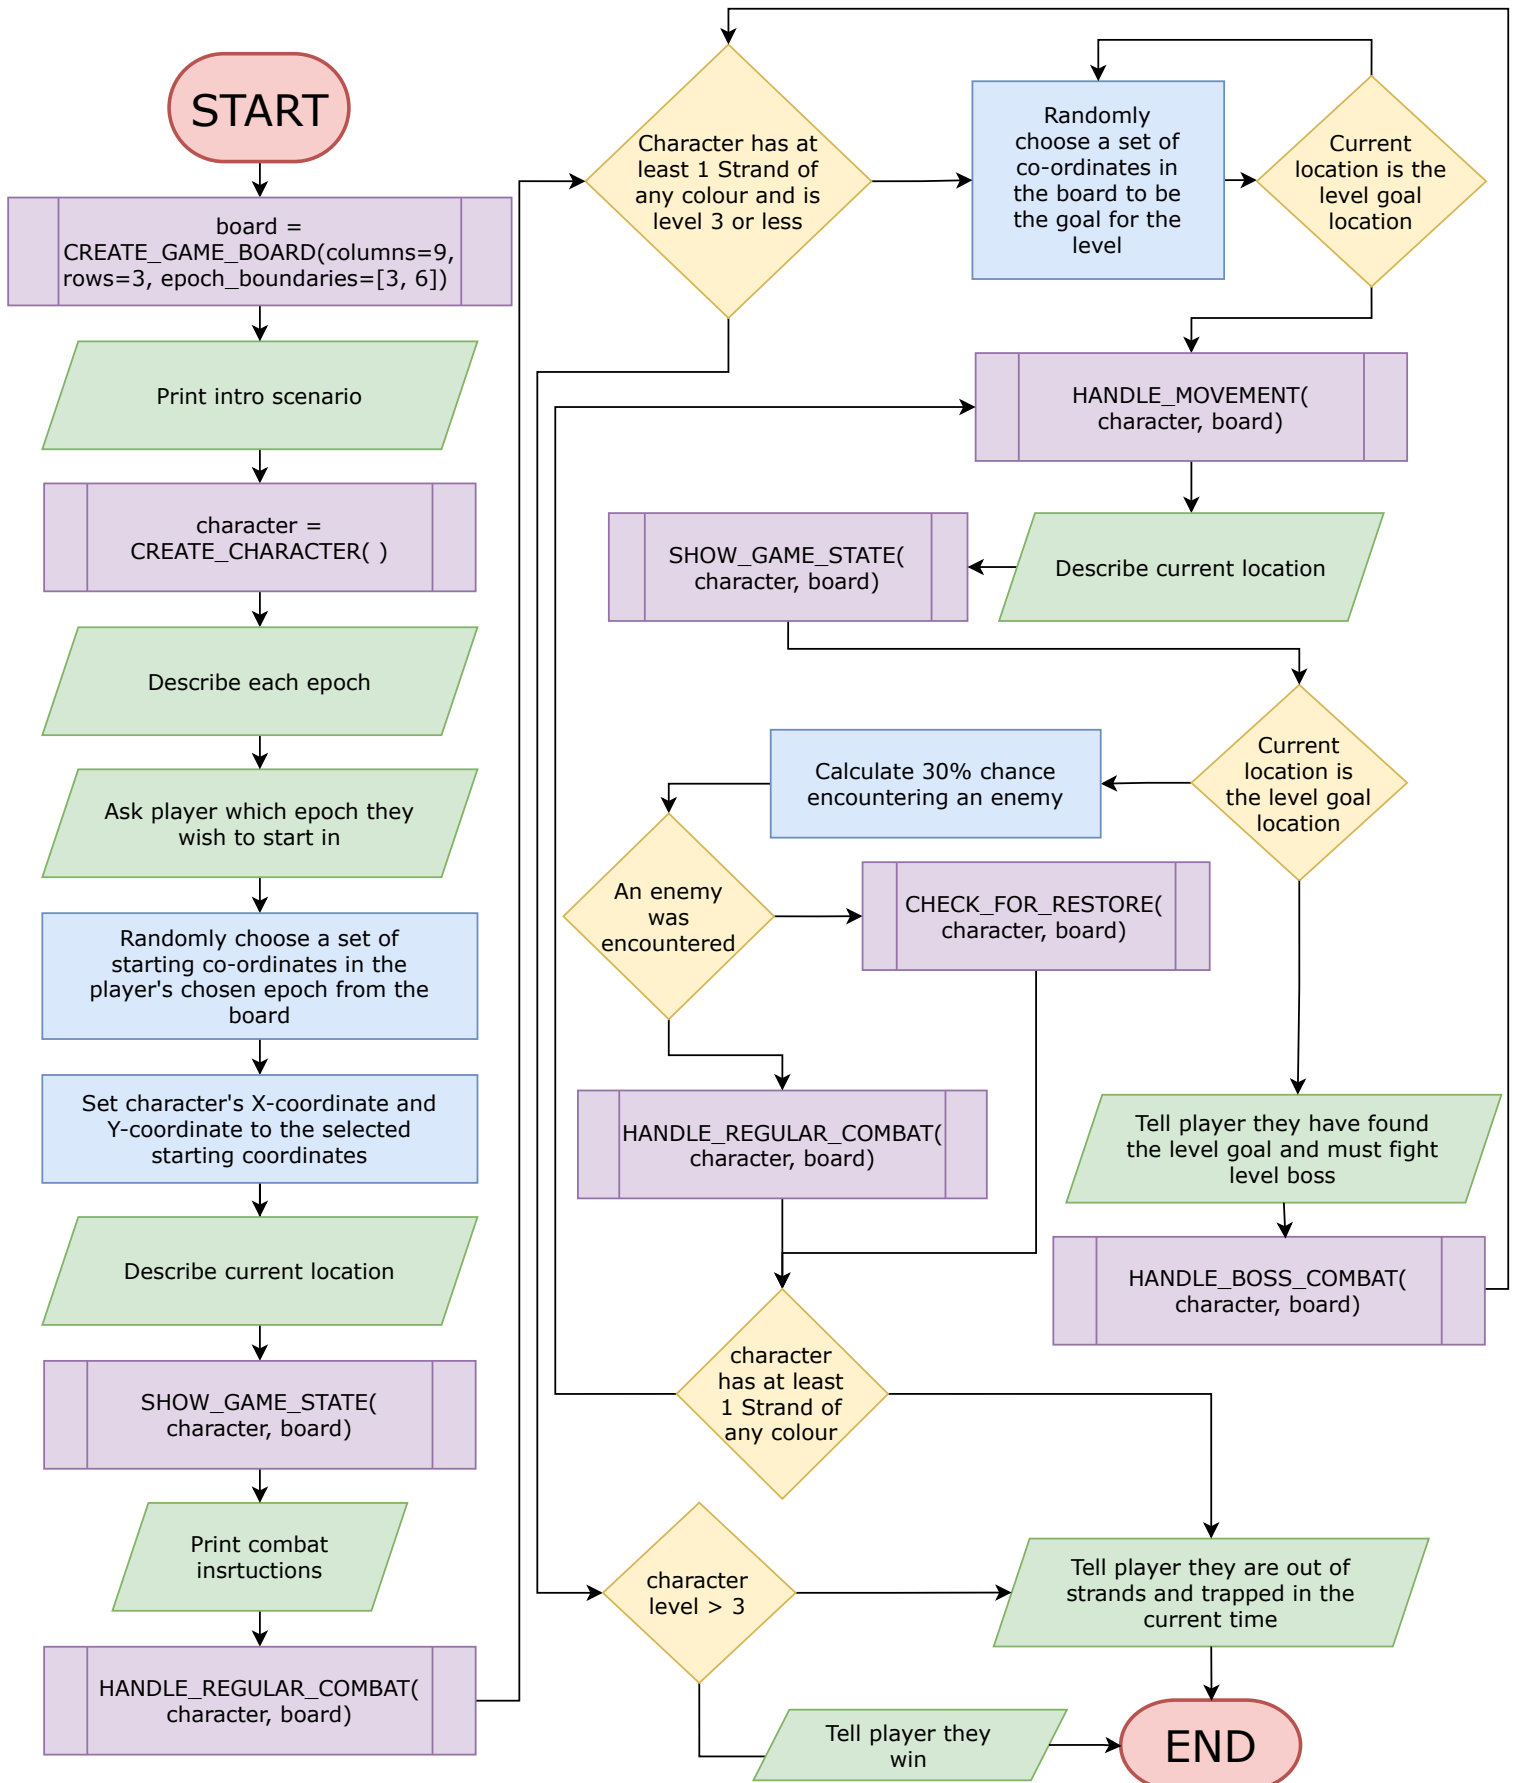 START
board =
CREATE_GAME_BOARD(columns=9,
rows=3, epoch_boundaries=[3, 6])
Print intro scenario
character =
CREATE_CHARACTER( )
Describe each epoch
Ask player which epoch they
wish to start in
Randomly choose a set of
starting co-ordinates in the
player's chosen epoch from the
board
Set character's X-coordinate and
Y-coordinate to the selected
starting coordinates
Describe current location
SHOW_GAME_STATE(
character, board)
Print combat
insrtuctions
HANDLE_REGULAR_COMBAT(
character, board)
Character has at
least 1 Strand of
any colour and is
level 3 or less
Randomly
choose a set of
co-ordinates in
the board to be
the goal for the
level
Current
location is the
level goal
location
HANDLE_MOVEMENT(
character, board)
Describe current location
SHOW_GAME_STATE(
character, board)
Current
location is
the level goal
location
Calculate 30% chance
encountering an enemy
An enemy
was
encountered
CHECK_FOR_RESTORE(
character, board)
HANDLE_REGULAR_COMBAT(
character, board)
Tell player they have found
the level goal and must fight
level boss
HANDLE_BOSS_COMBAT(
character, board)
character
has at least
1 Strand of
any colour
character
level > 3
Tell player they are out of
strands and trapped in the
current time
Tell player they
win
END